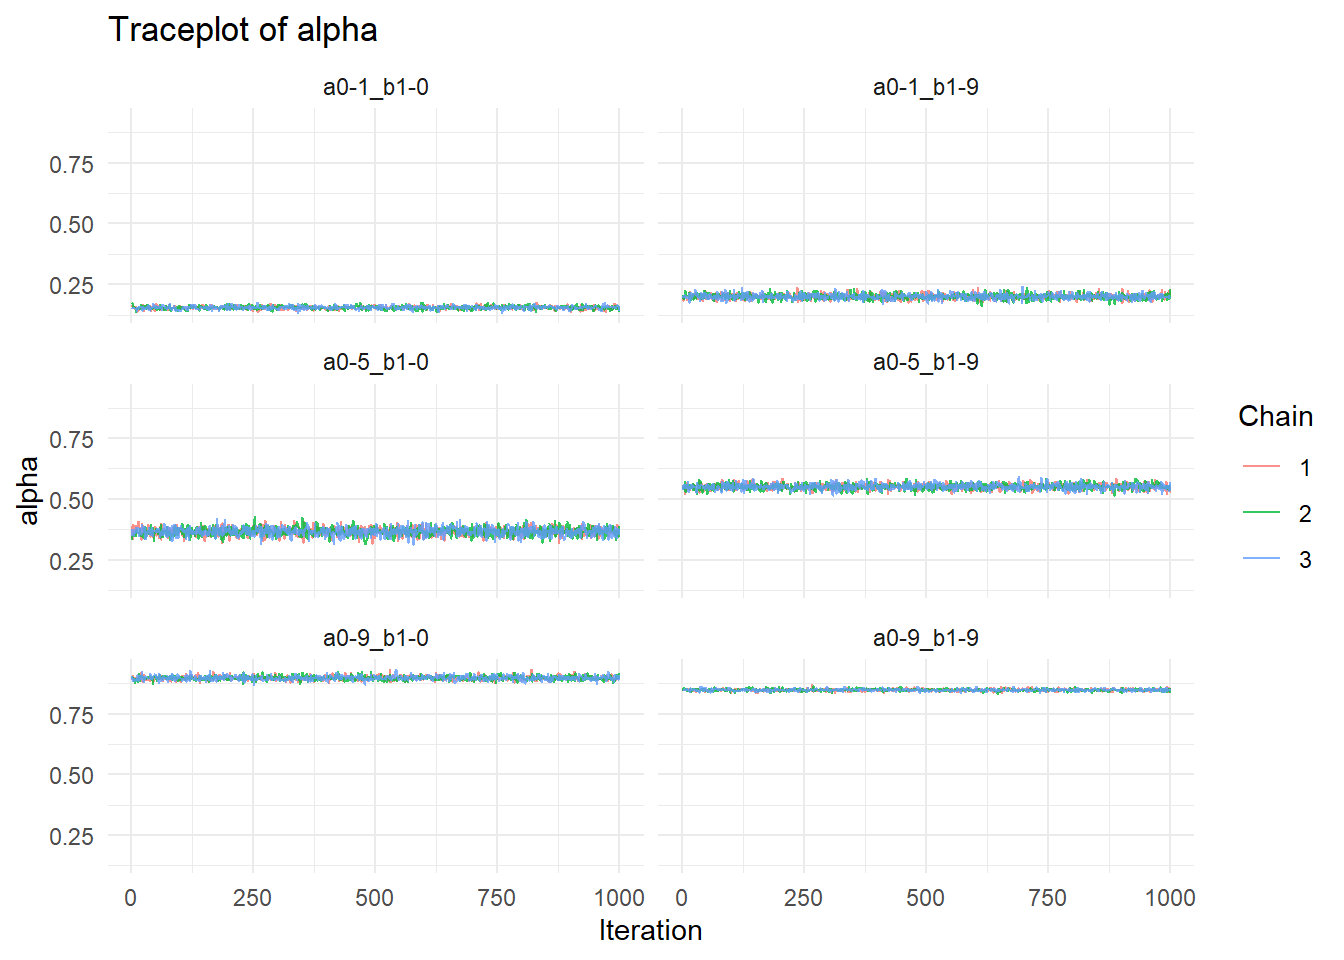 Traceplot of alpha
a0-1_b1-0 a0-1_b1-9
0.75
0.50
0.25
a0-5_b1-0 a0-5_b1-9
0.75
0.50
0.25
a0-9_b1-0 a0-9_b1-9
0.75
0.50
0.25
0 250 500 750 1000 0 250 500 750 1000
Iteration
alpha
Chain
1
2
3